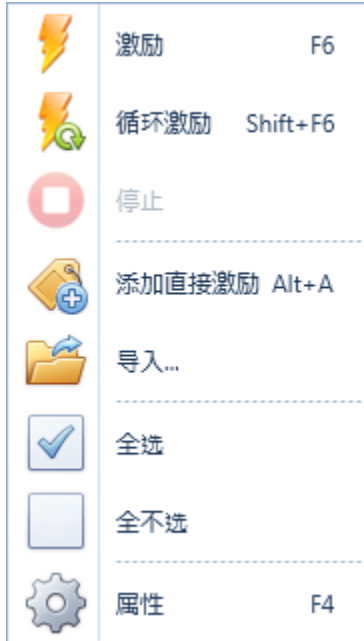 激励 F6
循环激励 Shift+F6
停止
添加直接激励 Alt+A
导入...
全选
全不选
属性 F4